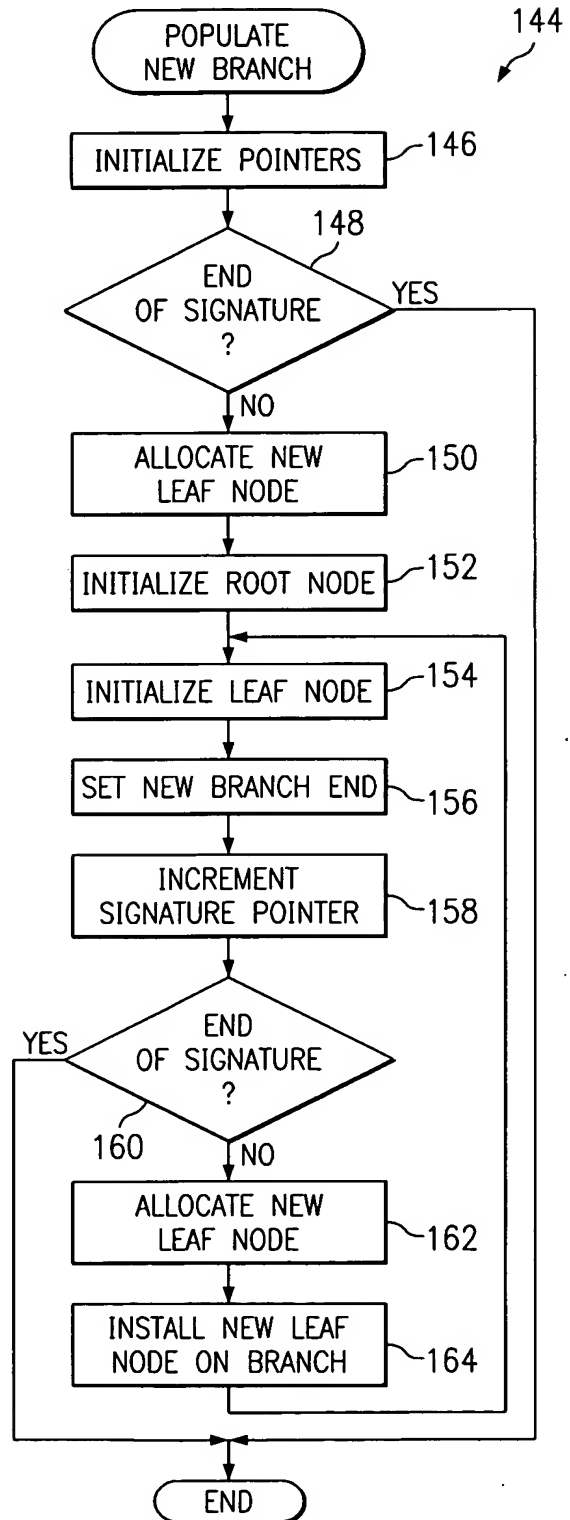 POPULATE
NEW BRANCH
144
INITIALIZE POINTERS
146
148
END
OF SIGNATURE
?
YES
NO
ALLOCATE NEW
LEAF NODE
150
INITIALIZE ROOT NODE
152
INITIALIZE LEAF NODE
154
SET NEW BRANCH END
156
INCREMENT
SIGNATURE POINTER
158
END
OF SIGNATURE
?
YES
160
NO
ALLOCATE NEW
LEAF NODE
162
INSTALL NEW LEAF
NODE ON BRANCH
164
END